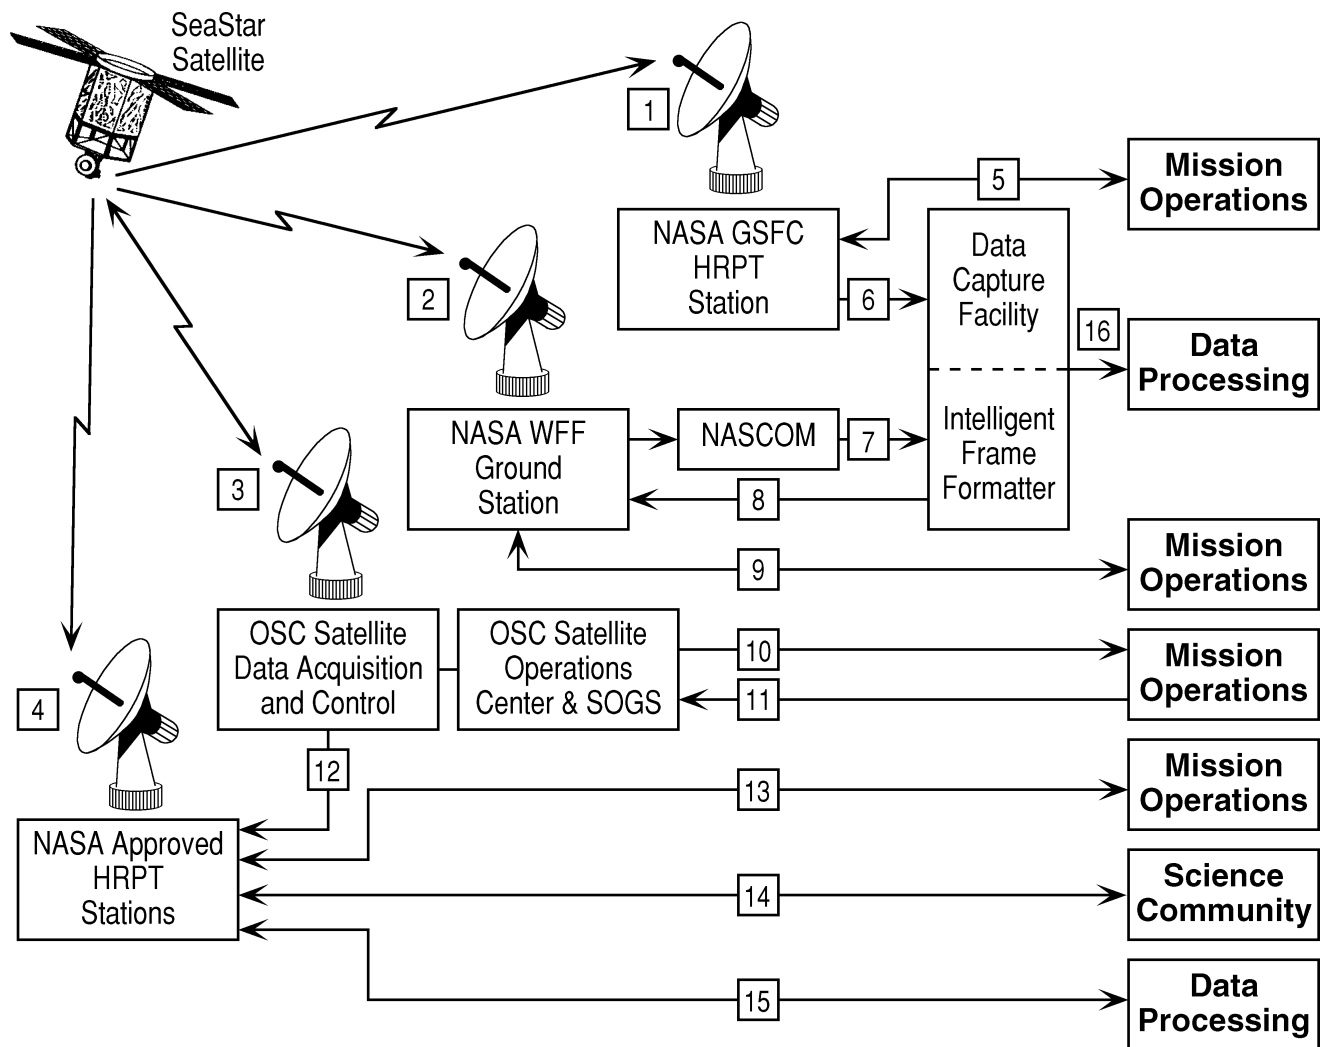 SeaStar
Satellite
1
5
Mission
Operations
NASA GSFC
HRPT
Station
6
Data
Capture
Facility
16
Data
Processing
2
NASA WFF
Ground
Station
NASCOM
7
Intelligent
Frame
Formatter
8
3
9
Mission
Operations
OSC Satellite
Data Acquisition
and Control
OSC Satellite
Operations
Center & SOGS
10
11
Mission
Operations
4
12
13
Mission
Operations
NASA Approved
HRPT
Stations
14
Science
Community
15
Data
Processing